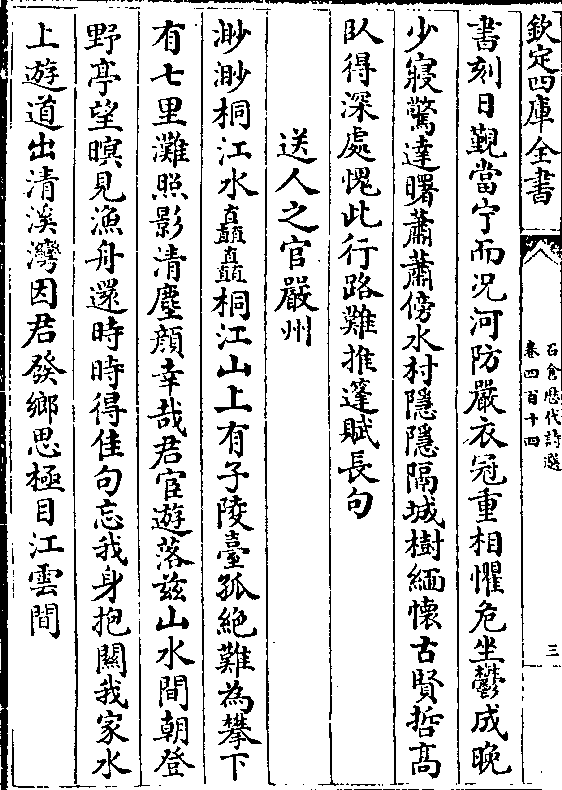 欽定四庫全書
石倉歷代詩選
卷四百十四
三
書刻日覲當宁而況河防嚴衣冠重相懼危坐鬱成晚
少寢驚達曙蕭蕭傍水村隱隱隔城樹緬懷古賢哲高
臥得深處愧此行路難推篷賦長句
送人之官嚴州
渺渺桐江水巔巔桐江山上有子陵臺孤絕難為攀下
有七里灘照影清塵顔幸哉君宦遊落兹山水間朝登
野亭望暝見漁舟還時時得佳句忘我身抱關我家水
上遊道出清溪灣因君發鄉思極目江雲間